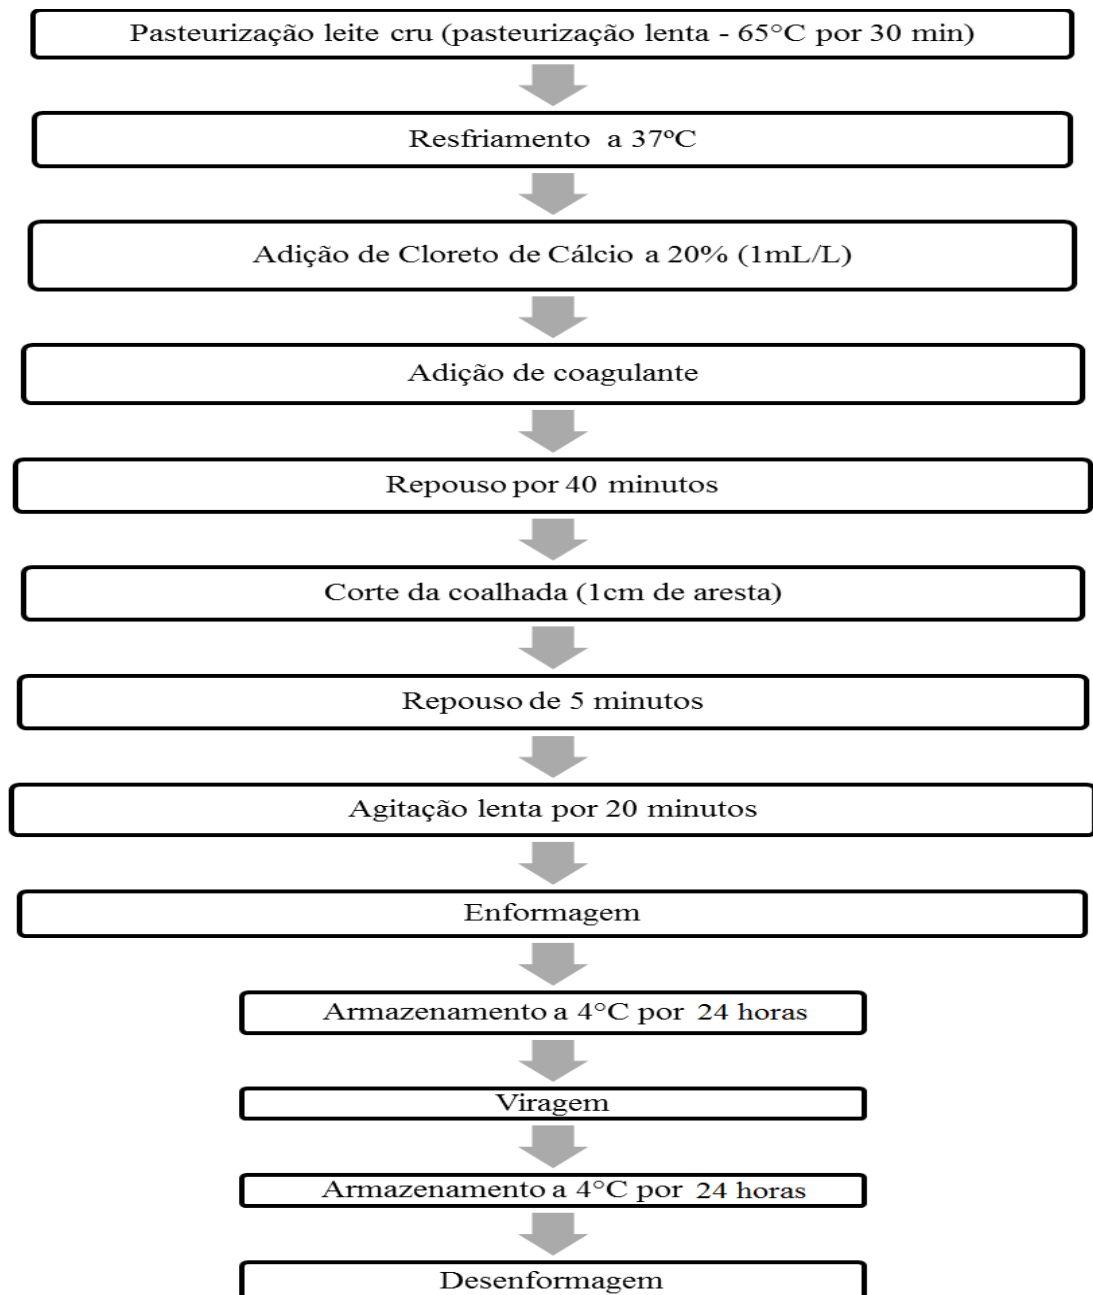 Pasteurização leite cru (pasteurização lenta - 65°C por 30 min)
Resfriamento a 37ºC
Adição de Cloreto de Cálcio a 20% (1mL/L)
Adição de coagulante
Repouso por 40 minutos
Corte da coalhada (1cm de aresta)
Repouso de 5 minutos
Agitação lenta por 20 minutos
Enformagem
Armazenamento a 4°C por 24 horas
Viragem
Armazenamento a 4°C por 24 horas
Desenformagem